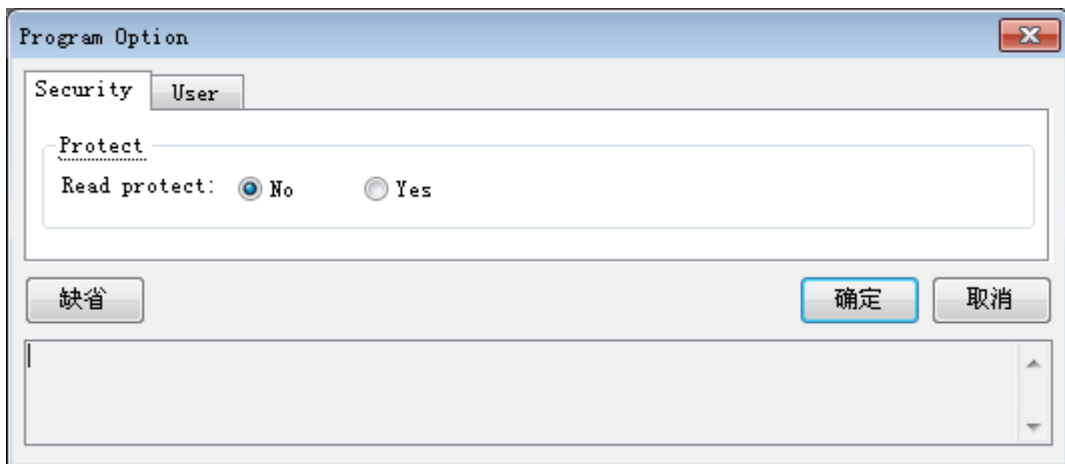 Program Option
Security User
Protect
Read protect: No Yes
缺省 确定 取消